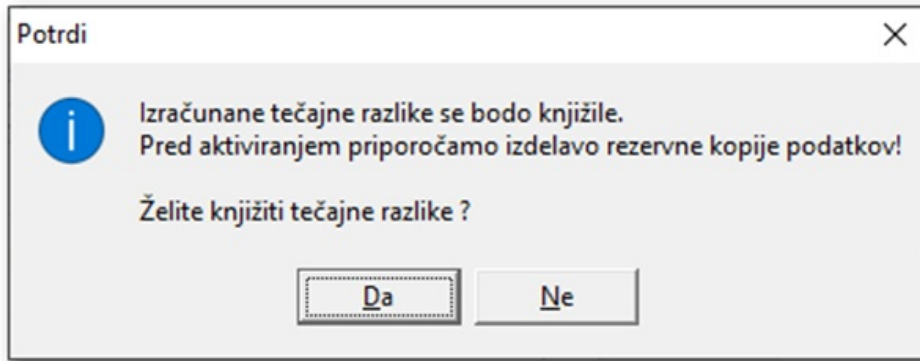 Potrdi
Izračunane tečajne razlike se bodo knjižile.
Pred aktiviranjem priporočamo izdelavo rezervne kopije podatkov!
Želite knjižiti tečajne razlike ?
Da
Ne